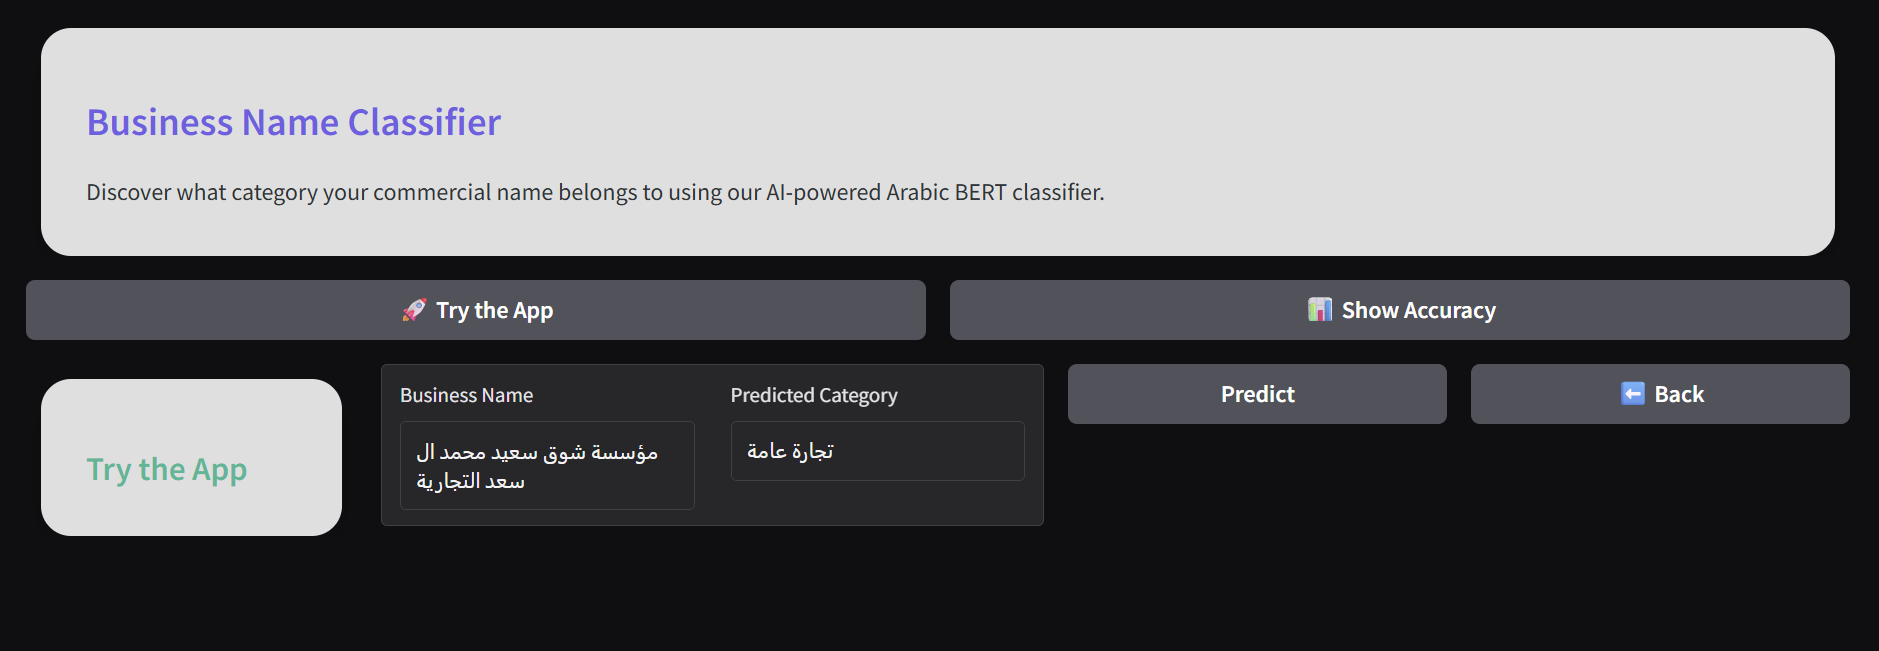 Business Name Classifier
Discover what category your commercial name belongs to using our AI-powered Arabic BERT classifier.
🚀 Try the App
📊 Show Accuracy
Try the App
Business Name
مؤسسة شوق سعيد محمد ال
سعد التجارية
Predicted Category
تجارة عامة
Predict
⬅️ Back